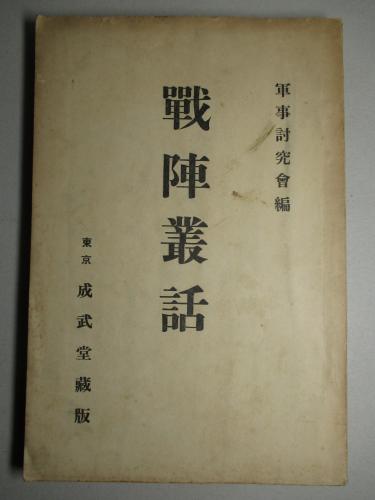 軍事討究會編
戰陣叢話
東京 成武堂藏版